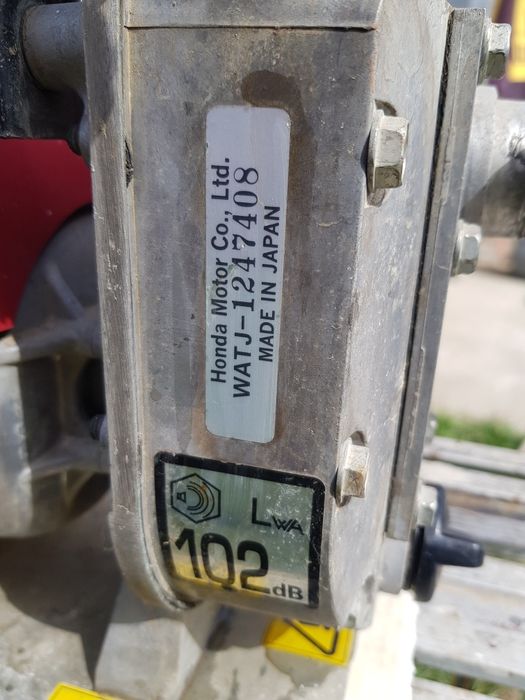 Honda Motor Co., Ltd.
WATJ-1247408
MADE IN JAPAN
LWA
102 dB